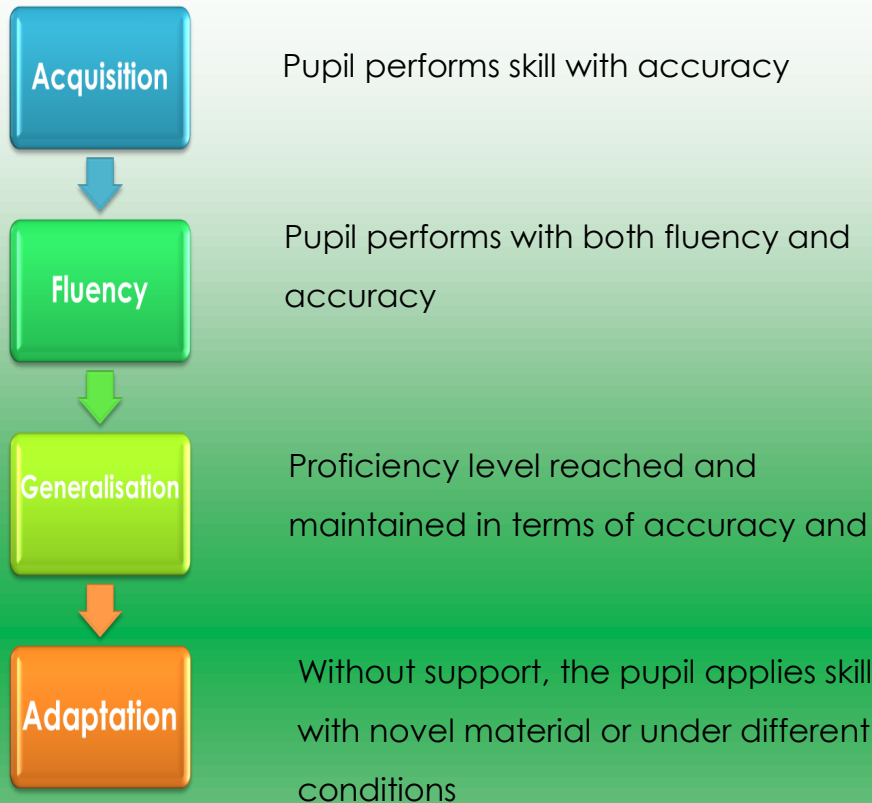 Acquisition
Pupil performs skill with accuracy
Fluency
Pupil performs with both fluency and
accuracy
Generalisation
Proficiency level reached and
maintained in terms of accuracy and
Adaptation
Without support, the pupil applies skill
with novel material or under different
conditions